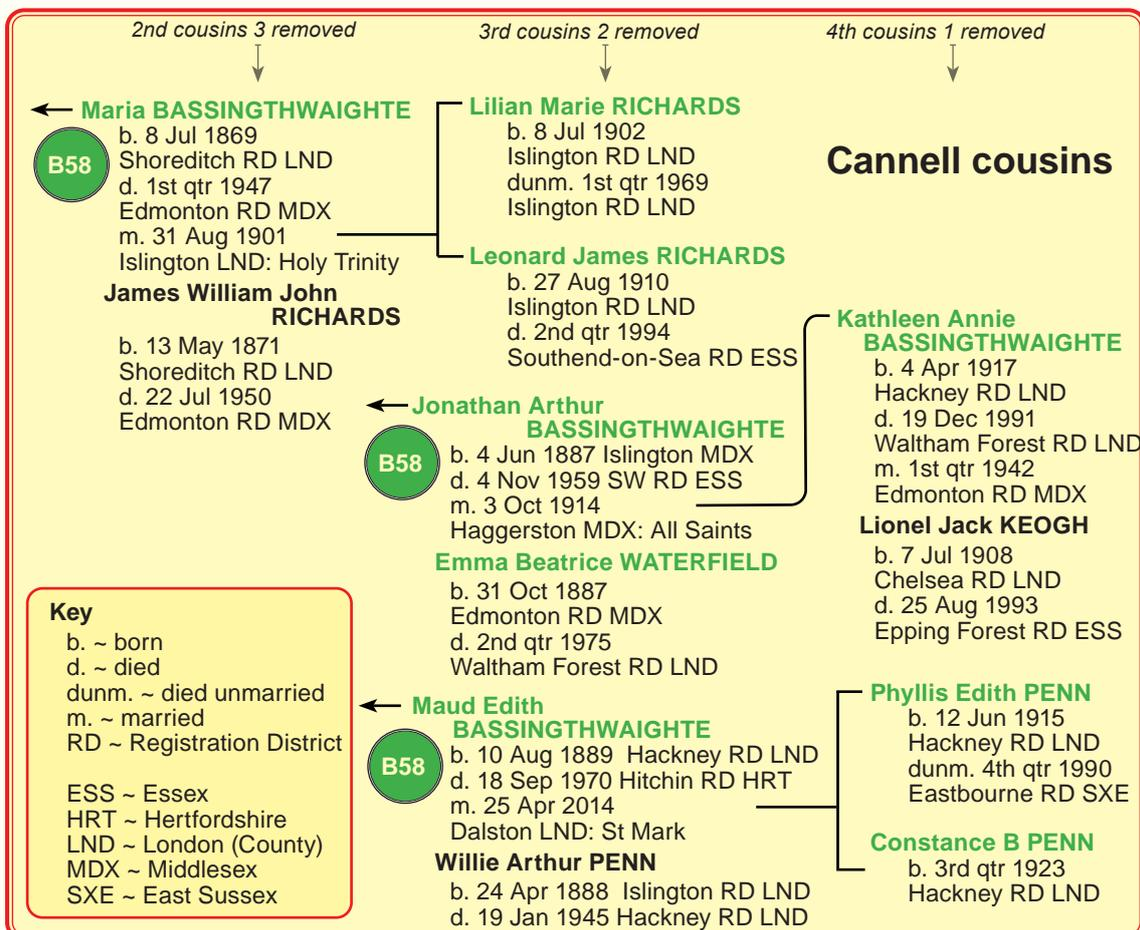 2nd cousins 3 removed
3rd cousins 2 removed
4th cousins 1 removed
Cannell cousins
Maria BASSINGTHWAIGHTE
B58
b. 8 Jul 1869
Shoreditch RD LND
d. 1st qtr 1947
Edmonton RD MDX
m. 31 Aug 1901
Islington LND: Holy Trinity
James William John
RICHARDS
b. 13 May 1871
Shoreditch RD LND
d. 22 Jul 1950
Edmonton RD MDX
Lilian Marie RICHARDS
b. 8 Jul 1902
Islington RD LND
dunm. 1st qtr 1969
Islington RD LND
Leonard James RICHARDS
b. 27 Aug 1910
Islington RD LND
d. 2nd qtr 1994
Southend-on-Sea RD ESS
Jonathan Arthur
BASSINGTHWAIGHTE
B58
b. 4 Jun 1887 Islington MDX
d. 4 Nov 1959 SW RD ESS
m. 3 Oct 1914
Haggerston MDX: All Saints
Emma Beatrice WATERFIELD
b. 31 Oct 1887
Edmonton RD MDX
d. 2nd qtr 1975
Waltham Forest RD LND
Kathleen Annie
BASSINGTHWAIGHTE
b. 4 Apr 1917
Hackney RD LND
d. 19 Dec 1991
Waltham Forest RD LND
m. 1st qtr 1942
Edmonton RD MDX
Lionel Jack KEOGH
b. 7 Jul 1908
Chelsea RD LND
d. 25 Aug 1993
Epping Forest RD ESS
Maud Edith
BASSINGTHWAIGHTE
B58
b. 10 Aug 1889 Hackney RD LND
d. 18 Sep 1970 Hitchin RD HRT
m. 25 Apr 2014
Dalston LND: St Mark
Willie Arthur PENN
b. 24 Apr 1888 Islington RD LND
d. 19 Jan 1945 Hackney RD LND
Phyllis Edith PENN
b. 12 Jun 1915
Hackney RD LND
dunm. 4th qtr 1990
Eastbourne RD SXE
Constance B PENN
b. 3rd qtr 1923
Hackney RD LND
Key
b. ~ born
d. ~ died
dunm. ~ died unmarried
m. ~ married
RD ~ Registration District
ESS ~ Essex
HRT ~ Hertfordshire
LND ~ London (County)
MDX ~ Middlesex
SXE ~ East Sussex